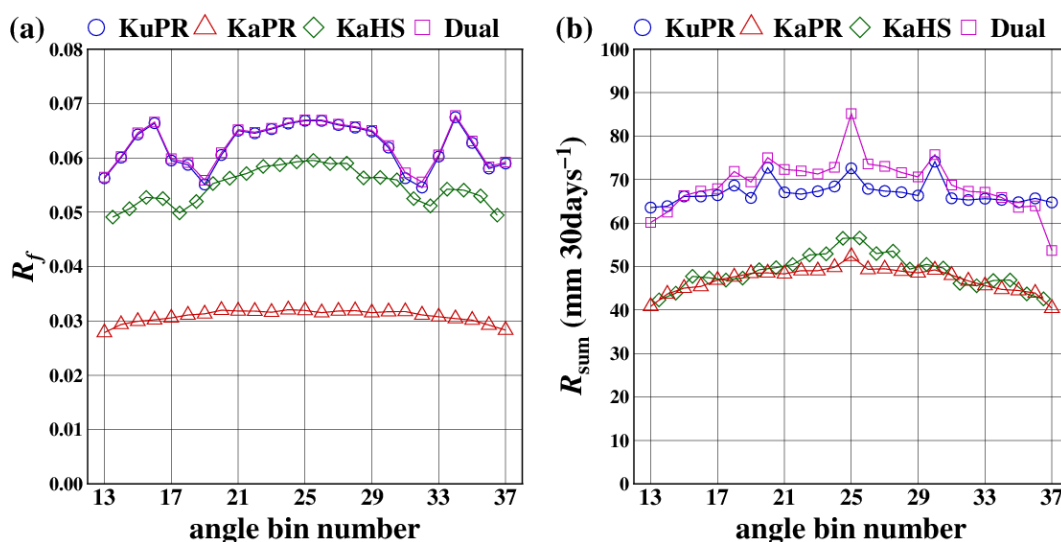 (a)
KuPR KaPR KaHS Dual
0.08
0.07
0.06
0.05
0.04
0.03
0.02
0.01
0.00
R_f
13 17 21 25 29 33 37
angle bin number
(b)
KuPR KaPR KaHS Dual
100
90
80
70
60
50
40
30
20
10
0
R_sum (mm 30days⁻¹)
13 17 21 25 29 33 37
angle bin number